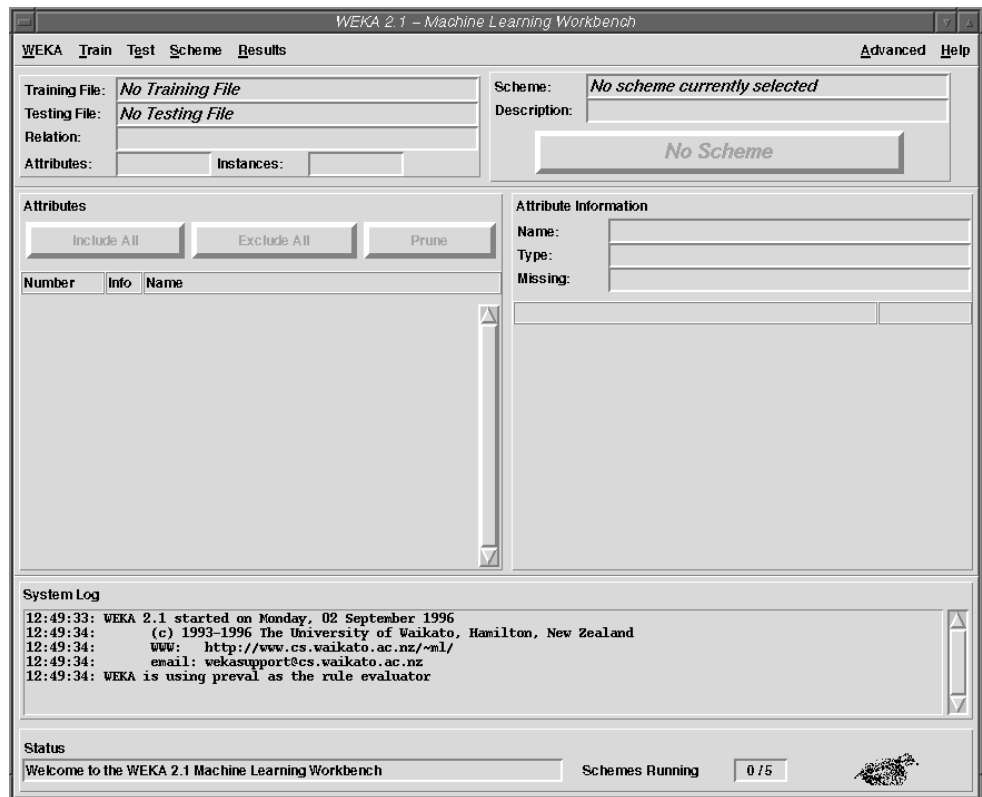 WEKA 2.1 – Machine Learning Workbench
WEKA Train Test Scheme Results Advanced Help
Training File: No Training File
Testing File: No Testing File
Relation:
Attributes: Instances:
Scheme: No scheme currently selected
Description:
No Scheme
Attributes
Include All Exclude All Prune
Number Info Name
Attribute Information
Name:
Type:
Missing:
System Log
12:49:33: WEKA 2.1 started on Monday, 02 September 1996
12:49:34: (c) 1993-1996 The University of Waikato, Hamilton, New Zealand
12:49:34: WWW: http://www.cs.waikato.ac.nz/~ml/
12:49:34: email: wekasupport@cs.waikato.ac.nz
12:49:34: WEKA is using preval as the rule evaluator
Status
Welcome to the WEKA 2.1 Machine Learning Workbench
Schemes Running 0/5